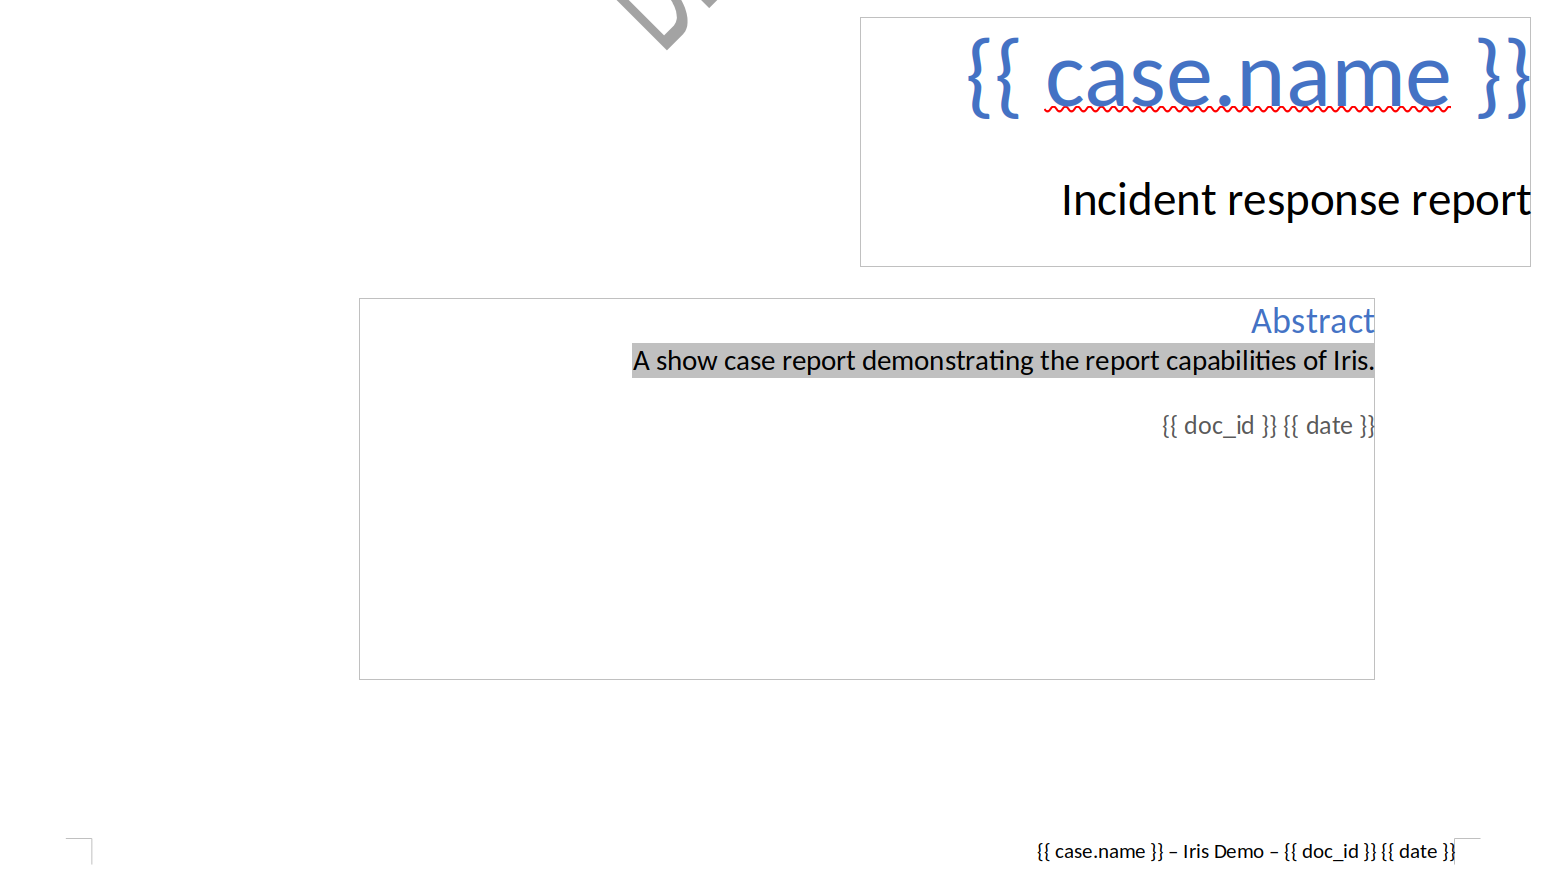 {{ case.name }}
Incident response report
Abstract
A show case report demonstrating the report capabilities of Iris.
{{ doc_id }} {{ date }}
{{ case.name }} – Iris Demo – {{ doc_id }} {{ date }}